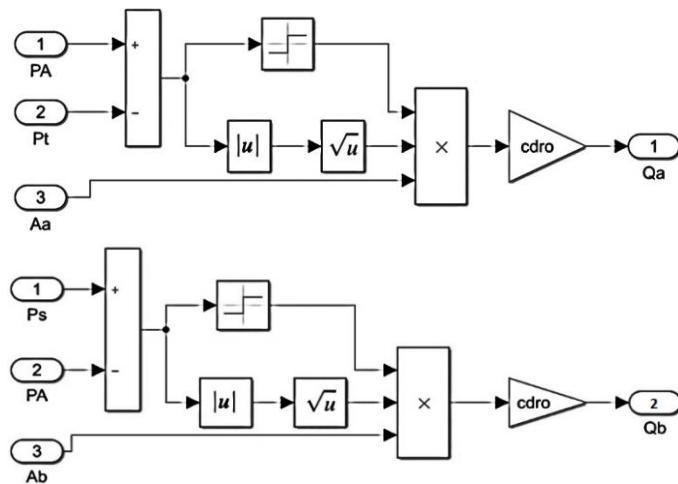 1
+
PA
2
−
Pt
|u|
√u
×
cdro
1
Qa
3
Aa
1
+
Ps
2
−
PA
|u|
√u
×
cdro
2
Qb
3
Ab